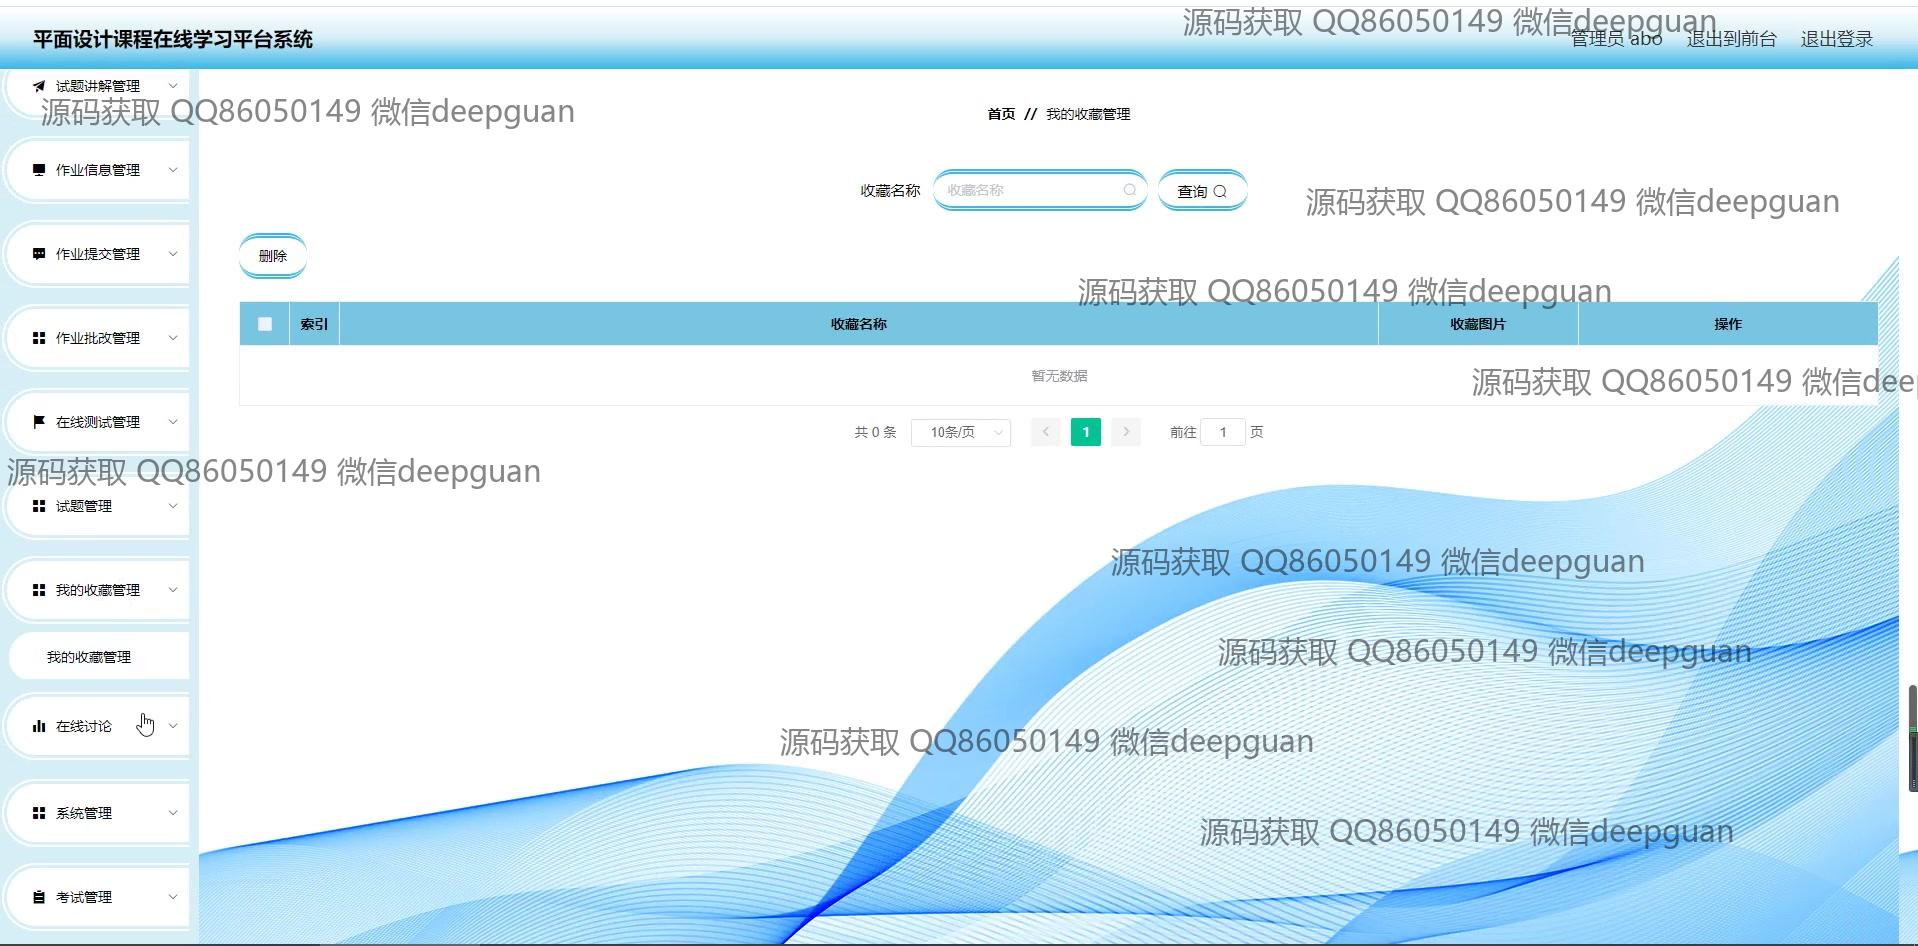 源码获取 QQ86050149 微信deepguan
平面设计课程在线学习平台系统
管理员 abo 退出到前台 退出登录
试题讲解管理
源码获取 QQ86050149 微信deepguan
首页 // 我的收藏管理
作业信息管理
收藏名称 收藏名称 查询
源码获取 QQ86050149 微信deepguan
作业提交管理
删除
源码获取 QQ86050149 微信deepguan
索引 收藏名称 收藏图片 操作
作业批改管理
暂无数据
源码获取 QQ86050149 微信dee
在线测试管理
共 0 条 10条/页 1 前往 1 页
源码获取 QQ86050149 微信deepguan
试题管理
源码获取 QQ86050149 微信deepguan
我的收藏管理
我的收藏管理
源码获取 QQ86050149 微信deepguan
在线讨论
源码获取 QQ86050149 微信deepguan
系统管理
源码获取 QQ86050149 微信deepguan
考试管理